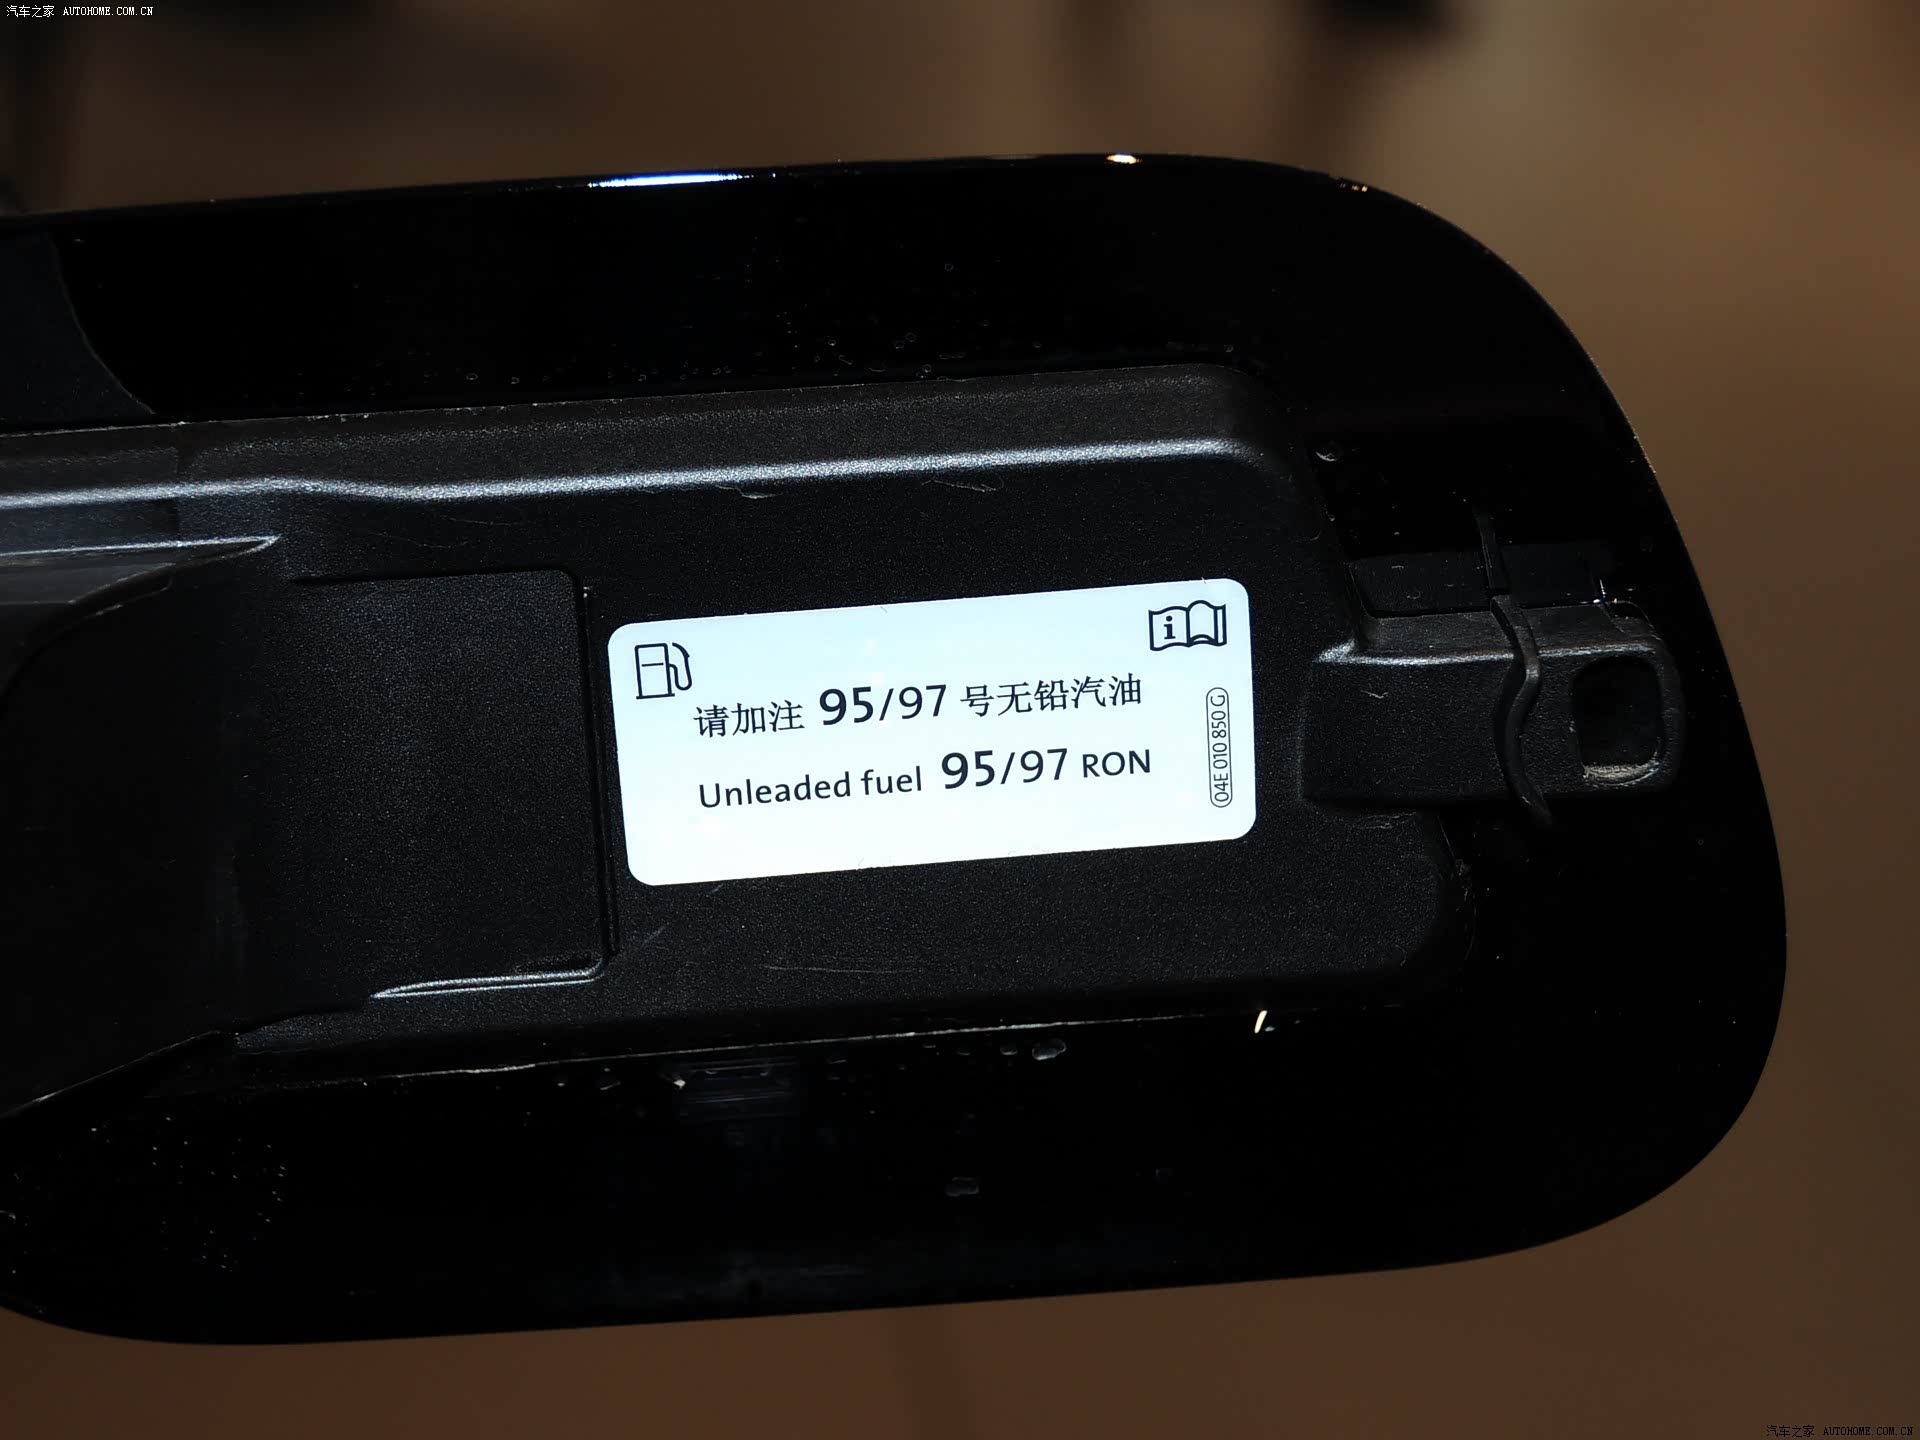 汽车之家 AUTOHOME.COM.CN
i
请加注 95/97 号无铅汽油
Unleaded fuel 95/97 RON
04E 010 850 G
汽车之家 AUTOHOME.COM.CN